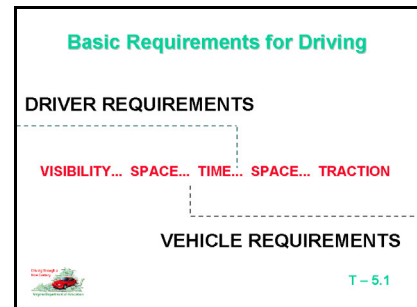 Basic Requirements for Driving
DRIVER REQUIREMENTS
VISIBILITY... SPACE... TIME... SPACE... TRACTION
VEHICLE REQUIREMENTS
T – 5.1